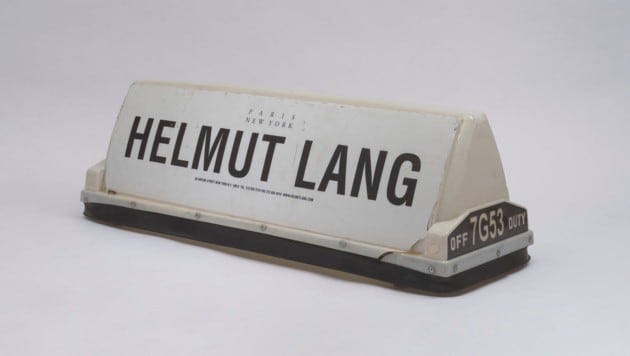 PARIS
NEW YORK
HELMUT LANG
OFF 7G53 DUTY